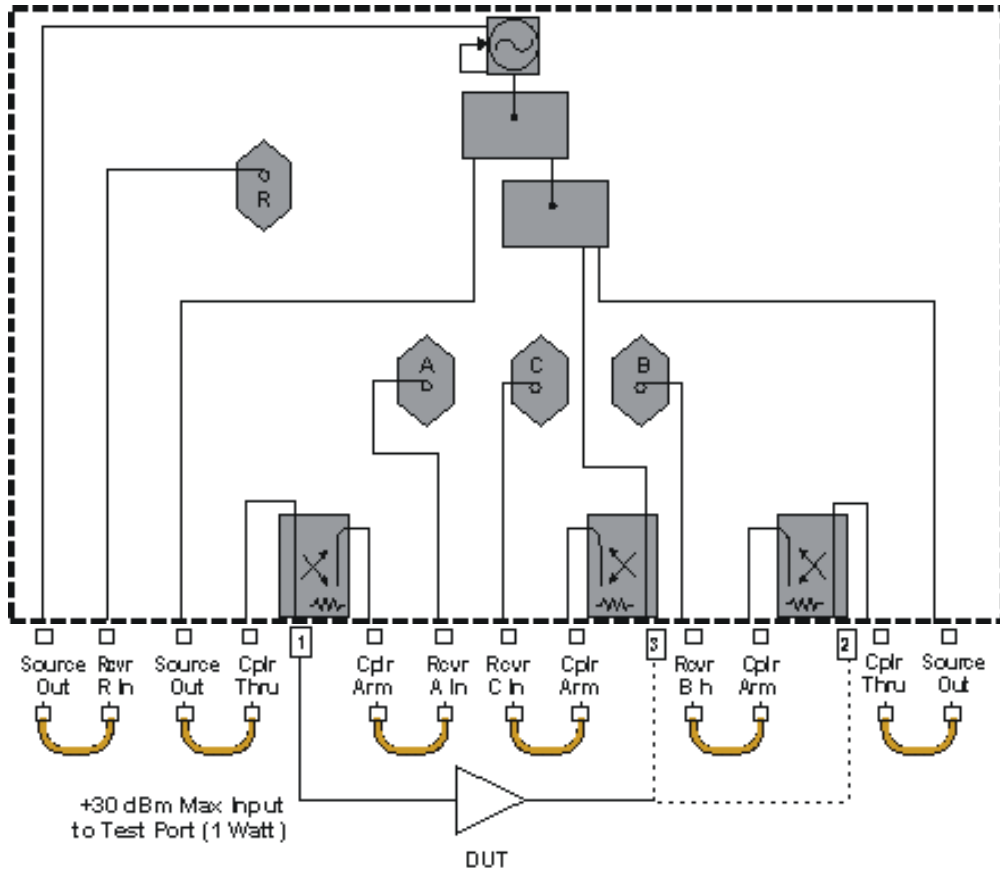 R
A
C
B
1
3
2
Source Out
Rcvr R In
Source Out
Cplr Thru
Cplr Arm
Rcvr A In
Rcvr C In
Cplr Arm
Rcvr B In
Cplr Arm
Cplr Thru
Source Out
+30 dBm Max Input
to Test Port (1 Watt)
DUT